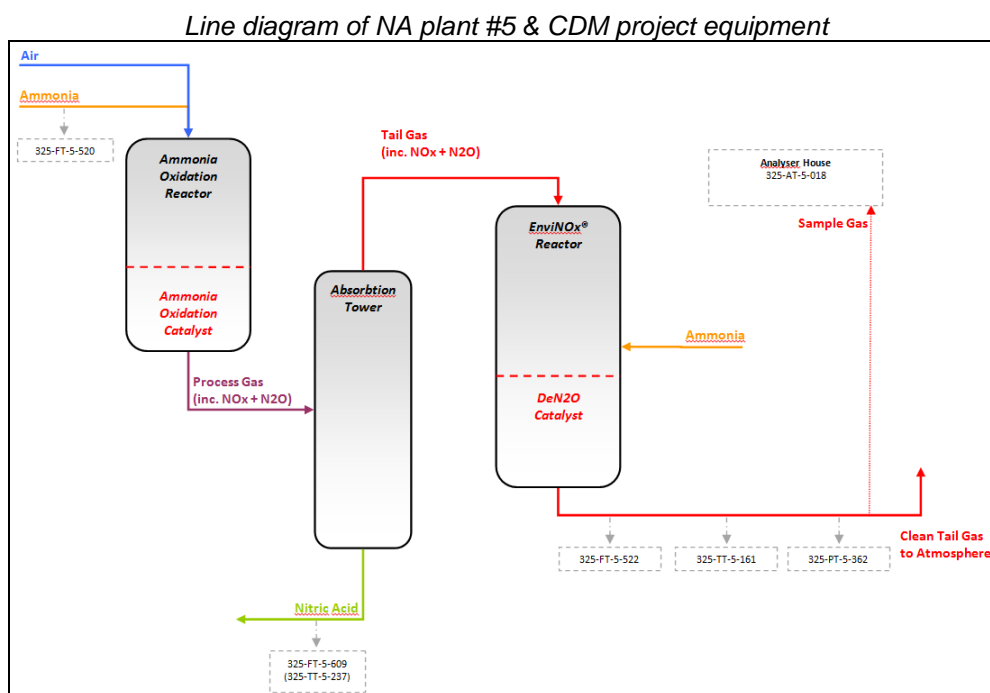 Line diagram of NA plant #5 & CDM project equipment
Air
Ammonia
325-FT-5-520
Ammonia
Oxidation
Reactor
Ammonia
Oxidation
Catalyst
Process Gas
(inc. NOx + N2O)
Absorbtion
Tower
Tail Gas
(inc. NOx + N2O)
EnviNOx®
Reactor
Ammonia
DeN2O
Catalyst
Analyser House
325-AT-5-018
Sample Gas
Clean Tail Gas
to Atmosphere
325-FT-5-522
325-TT-5-161
325-PT-5-362
Nitric Acid
325-FT-5-609
(325-TT-5-237)